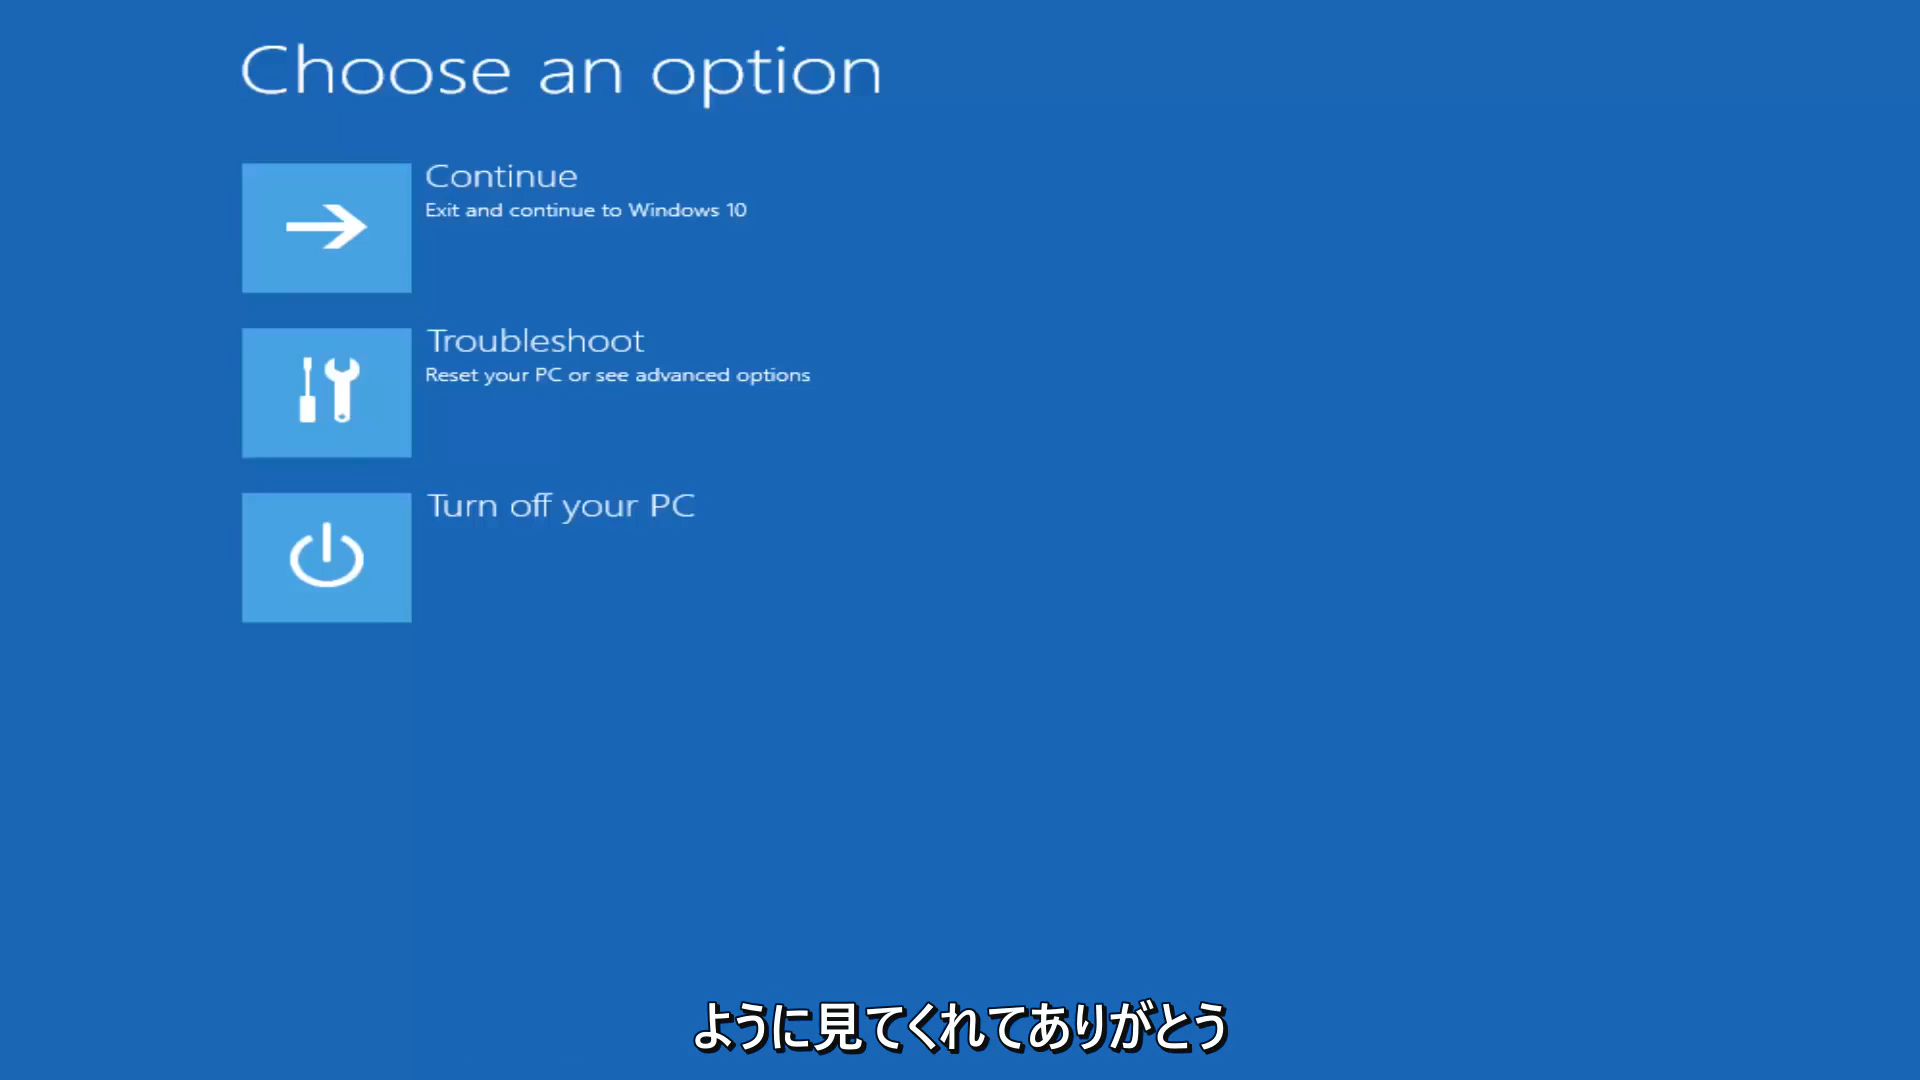 Choose an option
Continue
Exit and continue to Windows 10
Troubleshoot
Reset your PC or see advanced options
Turn off your PC
ように見てくれてありがとう